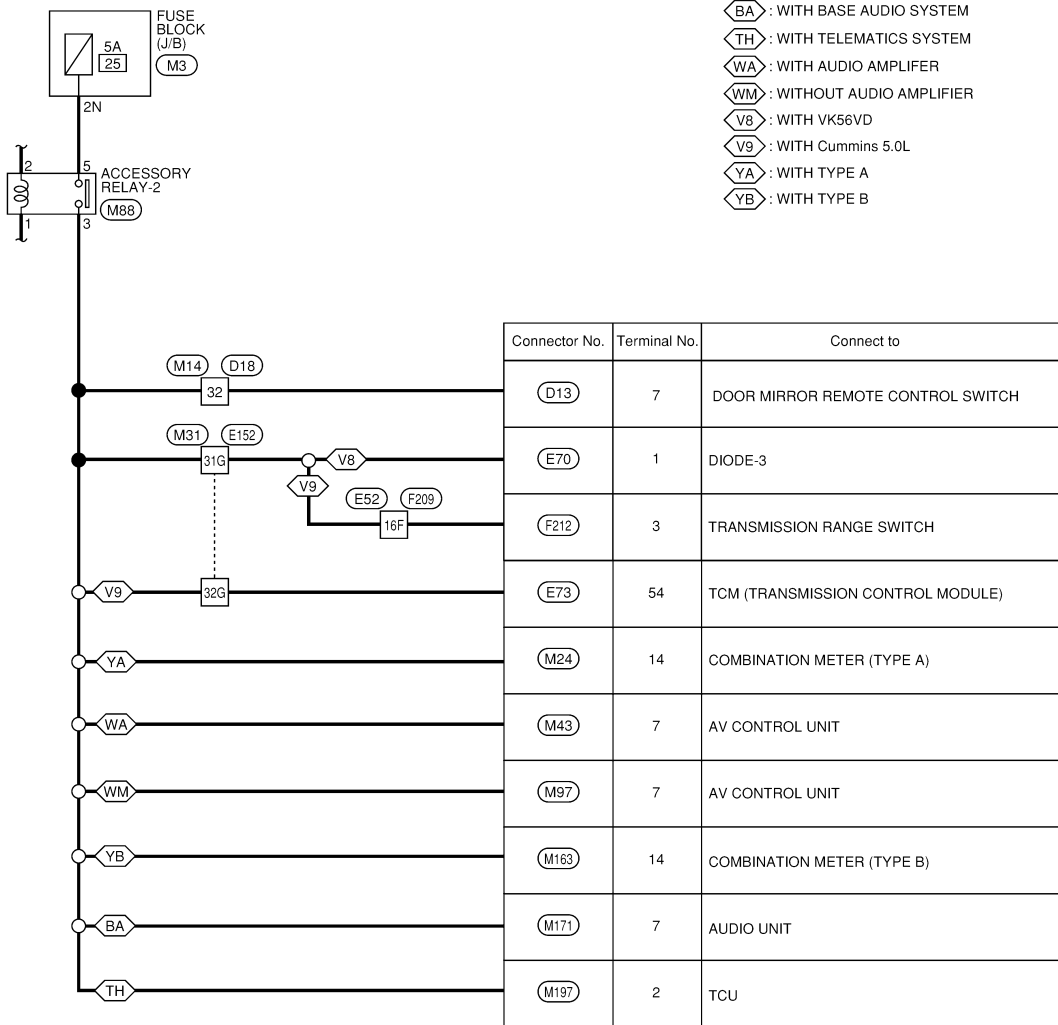 FUSE
BLOCK
(J/B)
M3
5A
25
2N
2
5
ACCESSORY
RELAY-2
M88
1
3
BA : WITH BASE AUDIO SYSTEM
TH : WITH TELEMATICS SYSTEM
WA : WITH AUDIO AMPLIFER
WM : WITHOUT AUDIO AMPLIFIER
V8 : WITH VK56VD
V9 : WITH Cummins 5.0L
YA : WITH TYPE A
YB : WITH TYPE B
Connector No. Terminal No. Connect to
M14 D18
32 D13 7 DOOR MIRROR REMOTE CONTROL SWITCH
M31 E152
31G V8 E70 1 DIODE-3
V9
E52 F209
16F F212 3 TRANSMISSION RANGE SWITCH
V9 32G E73 54 TCM (TRANSMISSION CONTROL MODULE)
YA M24 14 COMBINATION METER (TYPE A)
WA M43 7 AV CONTROL UNIT
WM M97 7 AV CONTROL UNIT
YB M163 14 COMBINATION METER (TYPE B)
BA M171 7 AUDIO UNIT
TH M197 2 TCU